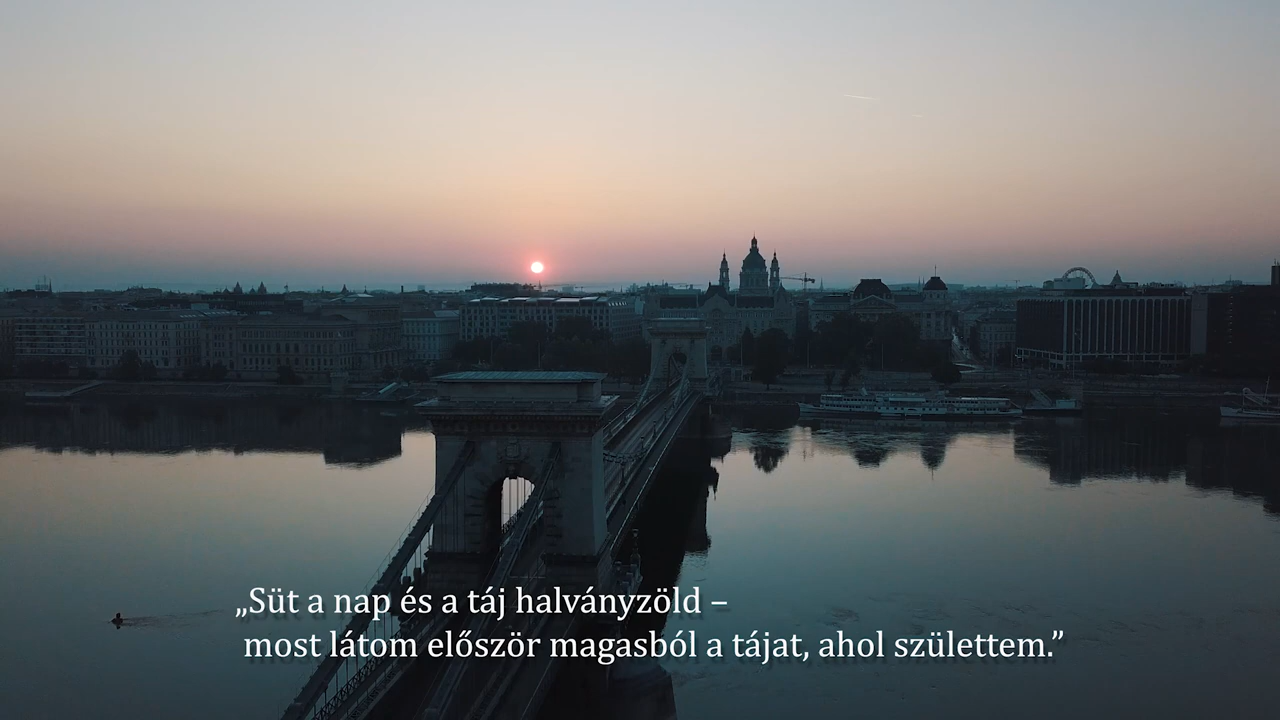 „Süt a nap és a táj halványzöld –
most látom először magasból a tájat, ahol születtem.”